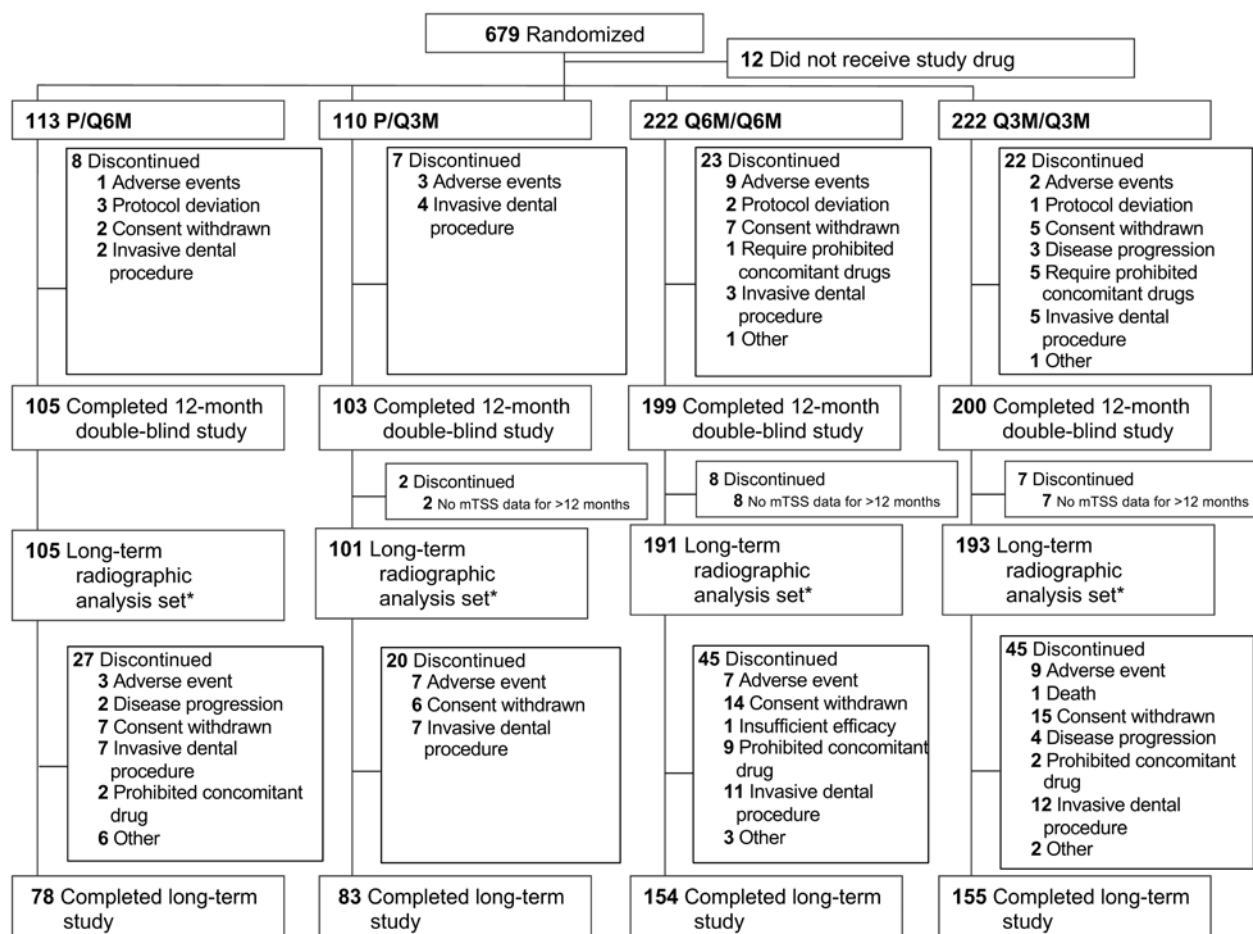 679 Randomized
12 Did not receive study drug
113 P/Q6M
110 P/Q3M
222 Q6M/Q6M
222 Q3M/Q3M
8 Discontinued
1 Adverse events
3 Protocol deviation
2 Consent withdrawn
2 Invasive dental
procedure
7 Discontinued
3 Adverse events
4 Invasive dental
procedure
23 Discontinued
9 Adverse events
2 Protocol deviation
7 Consent withdrawn
1 Require prohibited
concomitant drugs
3 Invasive dental
procedure
1 Other
22 Discontinued
2 Adverse events
1 Protocol deviation
5 Consent withdrawn
3 Disease progression
5 Require prohibited
concomitant drugs
5 Invasive dental
procedure
1 Other
105 Completed 12-month
double-blind study
103 Completed 12-month
double-blind study
199 Completed 12-month
double-blind study
200 Completed 12-month
double-blind study
2 Discontinued
2 No mTSS data for >12 months
8 Discontinued
8 No mTSS data for >12 months
7 Discontinued
7 No mTSS data for >12 months
105 Long-term
radiographic
analysis set*
101 Long-term
radiographic
analysis set*
191 Long-term
radiographic
analysis set*
193 Long-term
radiographic
analysis set*
27 Discontinued
3 Adverse event
2 Disease progression
7 Consent withdrawn
7 Invasive dental
procedure
2 Prohibited concomitant
drug
6 Other
20 Discontinued
7 Adverse event
6 Consent withdrawn
7 Invasive dental
procedure
45 Discontinued
7 Adverse event
14 Consent withdrawn
1 Insufficient efficacy
9 Prohibited concomitant
drug
11 Invasive dental
procedure
3 Other
45 Discontinued
9 Adverse event
1 Death
15 Consent withdrawn
4 Disease progression
2 Prohibited concomitant
drug
12 Invasive dental
procedure
2 Other
78 Completed long-term
study
83 Completed long-term
study
154 Completed long-term
study
155 Completed long-term
study